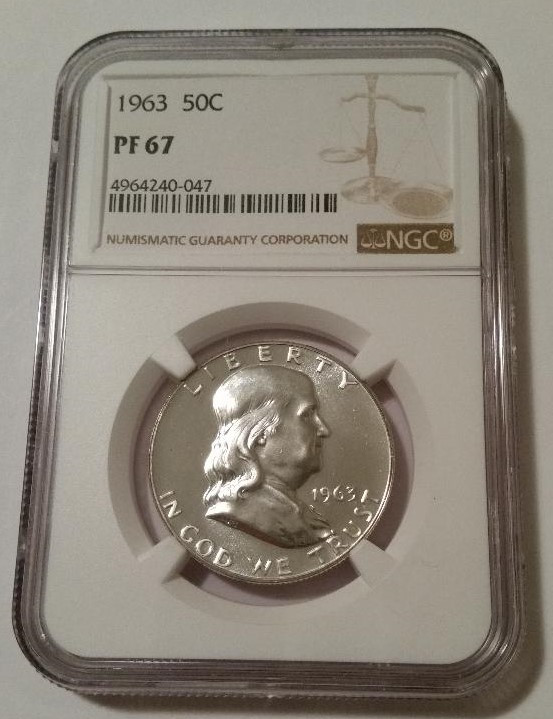 1963 50C
PF 67
4964240-047
NUMISMATIC GUARANTY CORPORATION NGC®
LIBERTY
1963
IN GOD WE TRUST